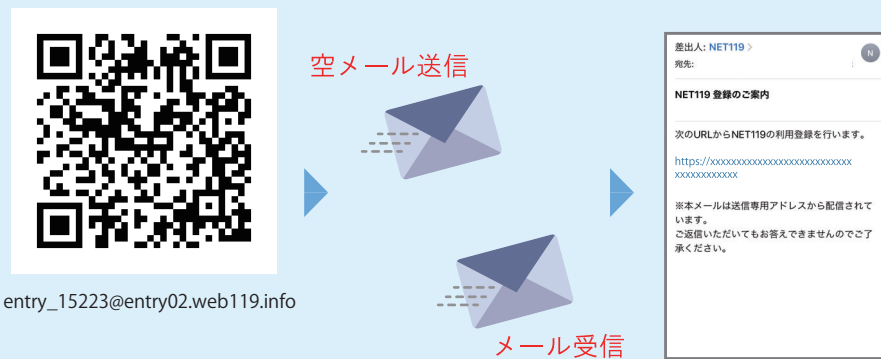 entry_15223@entry02.web119.info
空メール送信
メール受信
差出人: NET119 >
N
宛先:
NET119 登録のご案内
次のURLからNET119の利用登録を行います。
https://xxxxxxxxxxxxxxxxxxxxxxxxxxx
xxxxxxxxxxxx
※本メールは送信専用アドレスから配信されて
います。
ご返信いただいてもお答えできませんのでご了
承ください。